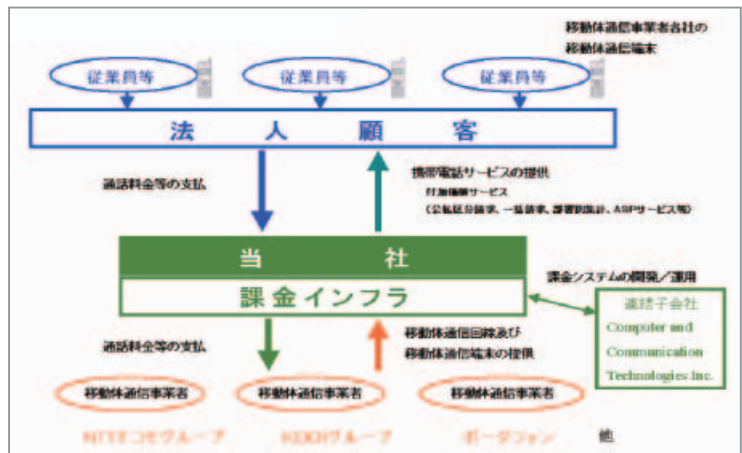 移動体通信事業者各社の
移動体通信端末
従業員等
従業員等
従業員等
法人顧客
通話料金等の支払
携帯電話サービスの提供
付加価値サービス
（公私区分請求、一括請求、部署別集計、ASPサービス等）
当社
課金インフラ
課金システムの開発／運用
連結子会社
Computer and
Communication
Technologies Inc.
通話料金等の支払
移動体通信回線及び
移動体通信端末の提供
移動体通信事業者
移動体通信事業者
移動体通信事業者
NTTドコモグループ
KDDIグループ
ボーダフォン
他